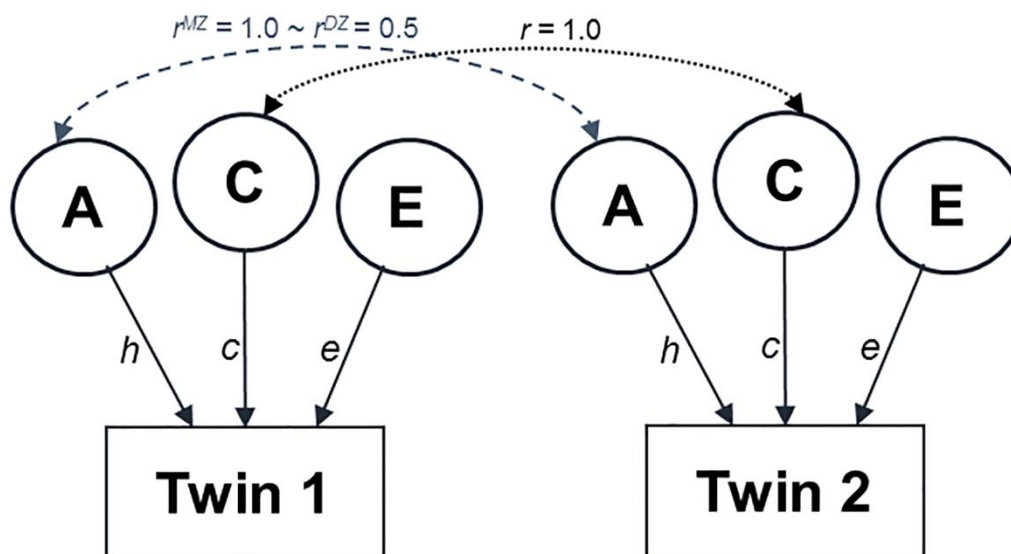 r^MZ = 1.0 ~ r^DZ = 0.5
r = 1.0
A C E A C E
h c e h c e
Twin 1 Twin 2